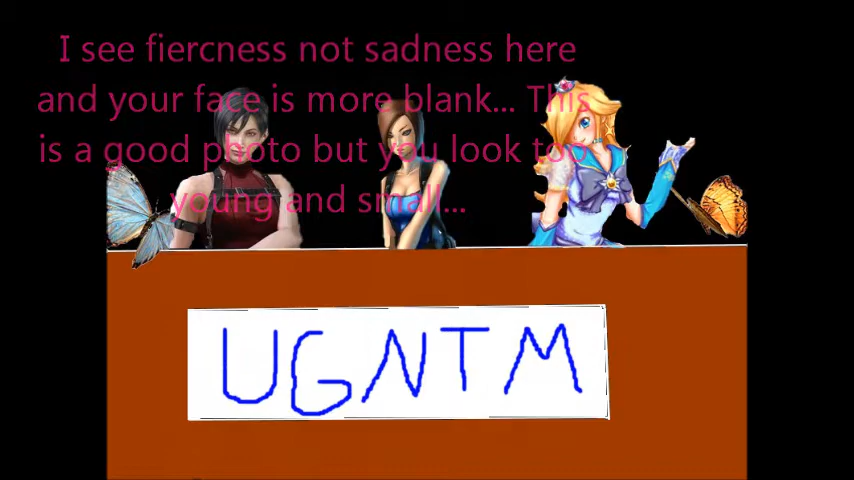 I see fiercness not sadness here
and your face is more blank... This
is a good photo but you look too
young and small...
UGNTM